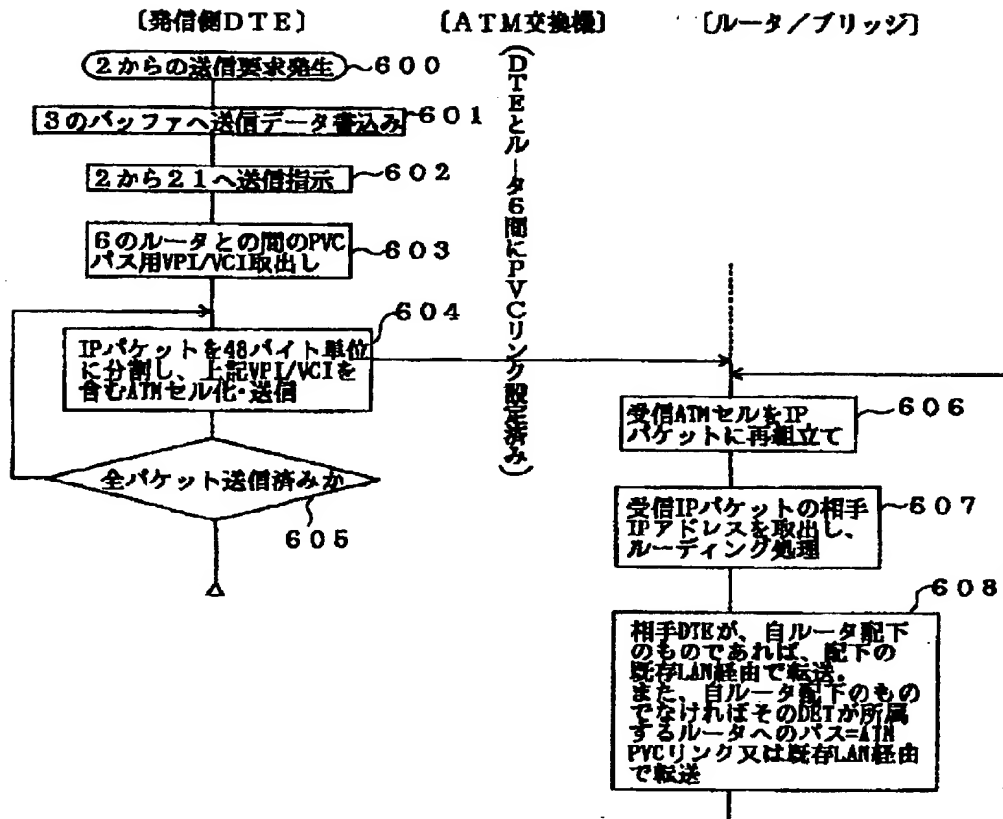 〔発信側DTE〕
〔ATM交換機〕
〔ルータ/ブリッジ〕
2からの送信要求発生
600
3のバッファへ送信データ書込み
601
2から21へ送信指示
602
6のルータとの間のPVC
パス用VPI/VCI取出し
603
IPパケットを48バイト単位
に分割し、上記VPI/VCIを
含むATMセル化・送信
604
全パケット送信済みか
605
(DTEとルータ6間にPVCリンク設定済み)
受信ATMセルをIP
パケットに再組立て
606
受信IPパケットの相手
IPアドレスを取出し、
ルーティング処理
607
相手DTEが、自ルータ配下
のものであれば、配下の
既存LAN経由で転送。
また、自ルータ配下のもの
でなければそのDETが所属
するルータへのパス=ATM
PVCリンク又は既存LAN経由
で転送
608